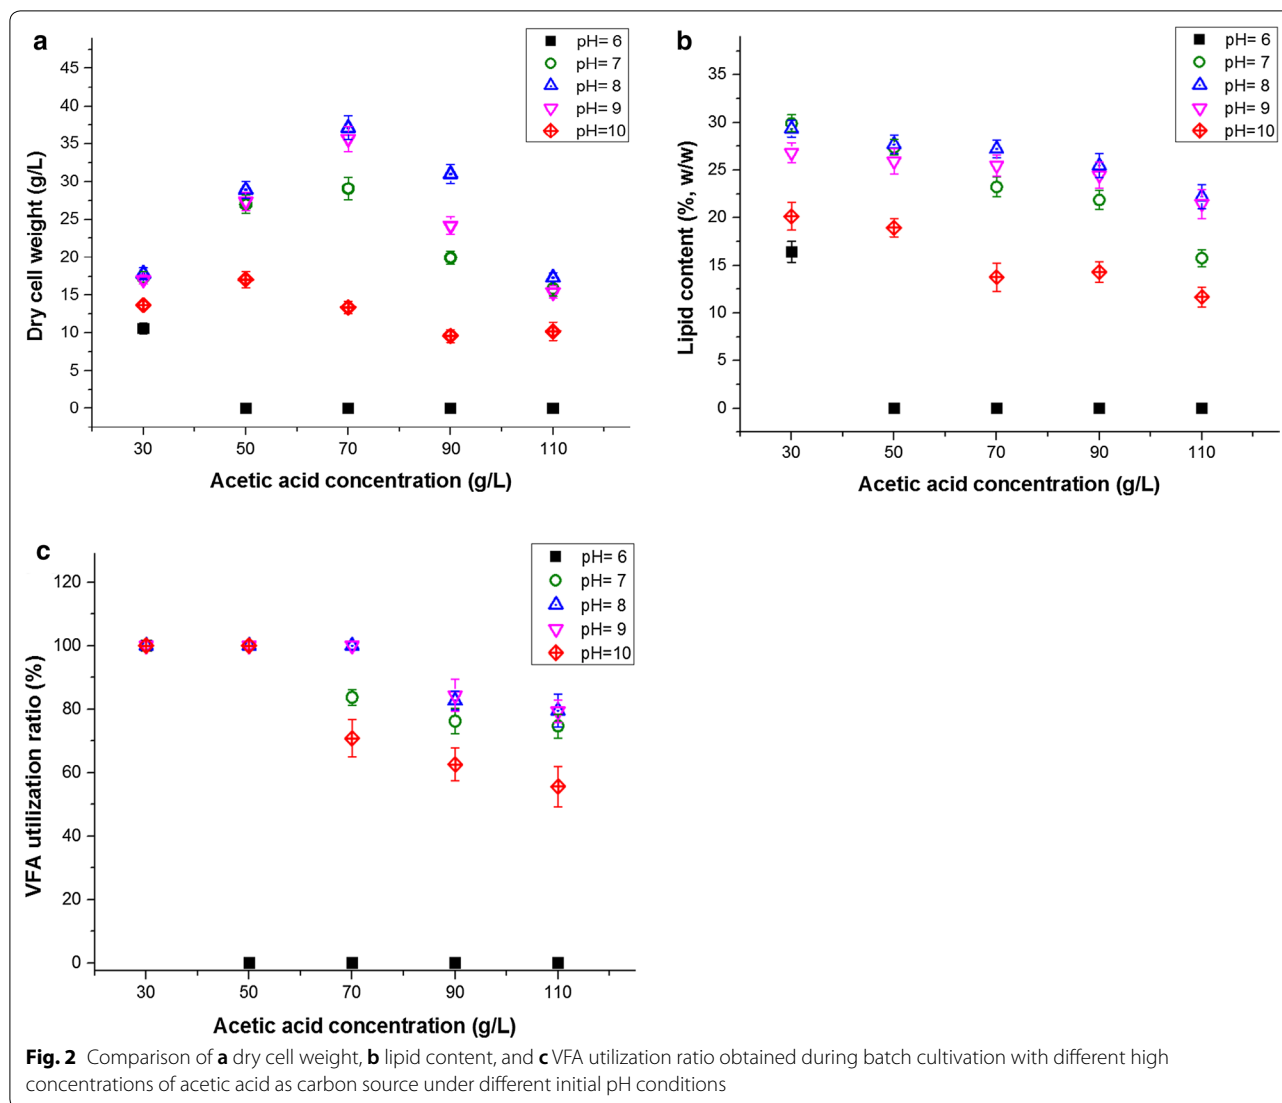 a
pH= 6
pH= 7
pH= 8
pH= 9
pH=10
45
40
35
30
25
20
15
10
5
0
Dry cell weight (g/L)
30 50 70 90 110
Acetic acid concentration (g/L)
b
pH= 6
pH= 7
pH= 8
pH= 9
pH=10
35
30
25
20
15
10
5
0
Lipid content (%, w/w)
30 50 70 90 110
Acetic acid concentration (g/L)
c
pH= 6
pH= 7
pH= 8
pH= 9
pH=10
120
100
80
60
40
20
0
VFA utilization ratio (%)
30 50 70 90 110
Acetic acid concentration (g/L)
Fig. 2 Comparison of a dry cell weight, b lipid content, and c VFA utilization ratio obtained during batch cultivation with different high
concentrations of acetic acid as carbon source under different initial pH conditions